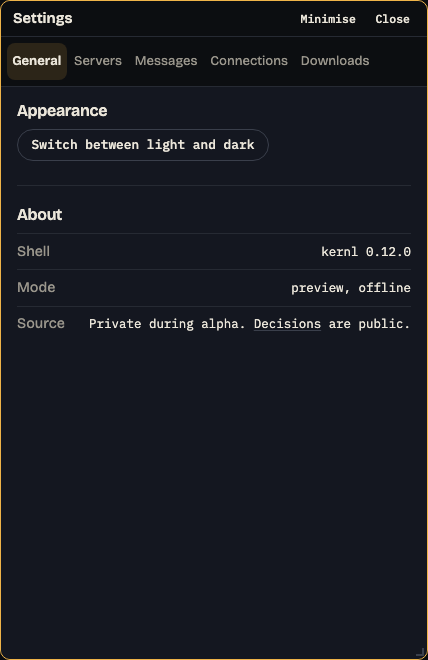 Settings Minimise Close
General Servers Messages Connections Downloads
Appearance
Switch between light and dark
About
Shell kernl 0.12.0
Mode preview, offline
Source Private during alpha. Decisions are public.